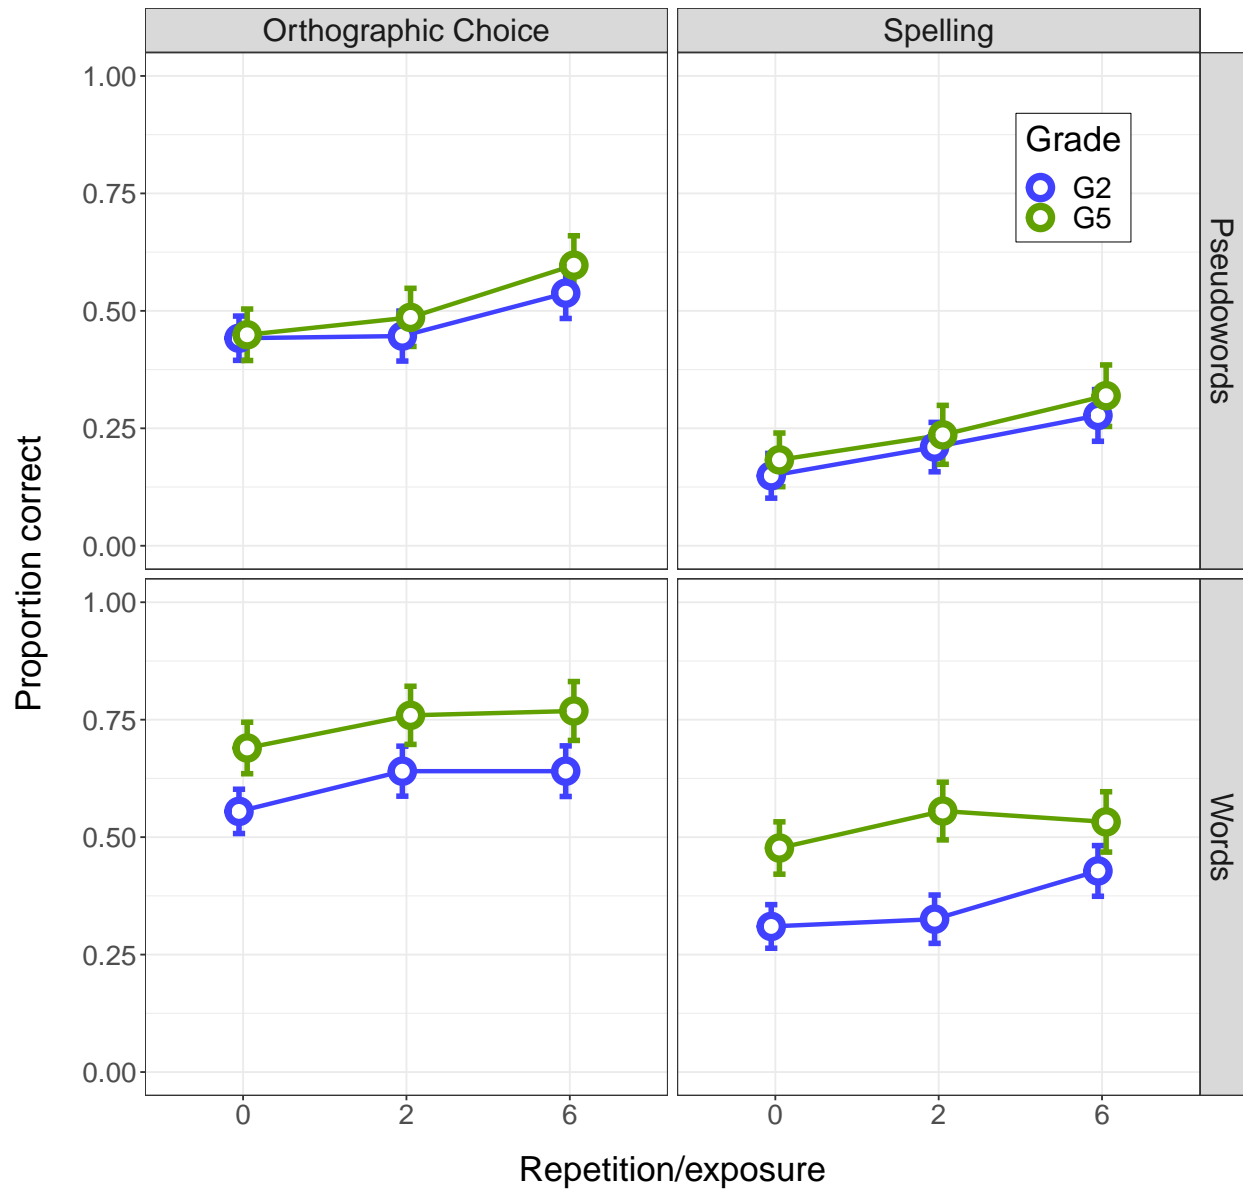 Orthographic Choice
Spelling
1.00
0.75
0.50
0.25
0.00
Grade
G2
G5
Pseudowords
Proportion correct
1.00
0.75
0.50
0.25
0.00
Words
0 2 6
0 2 6
Repetition/exposure